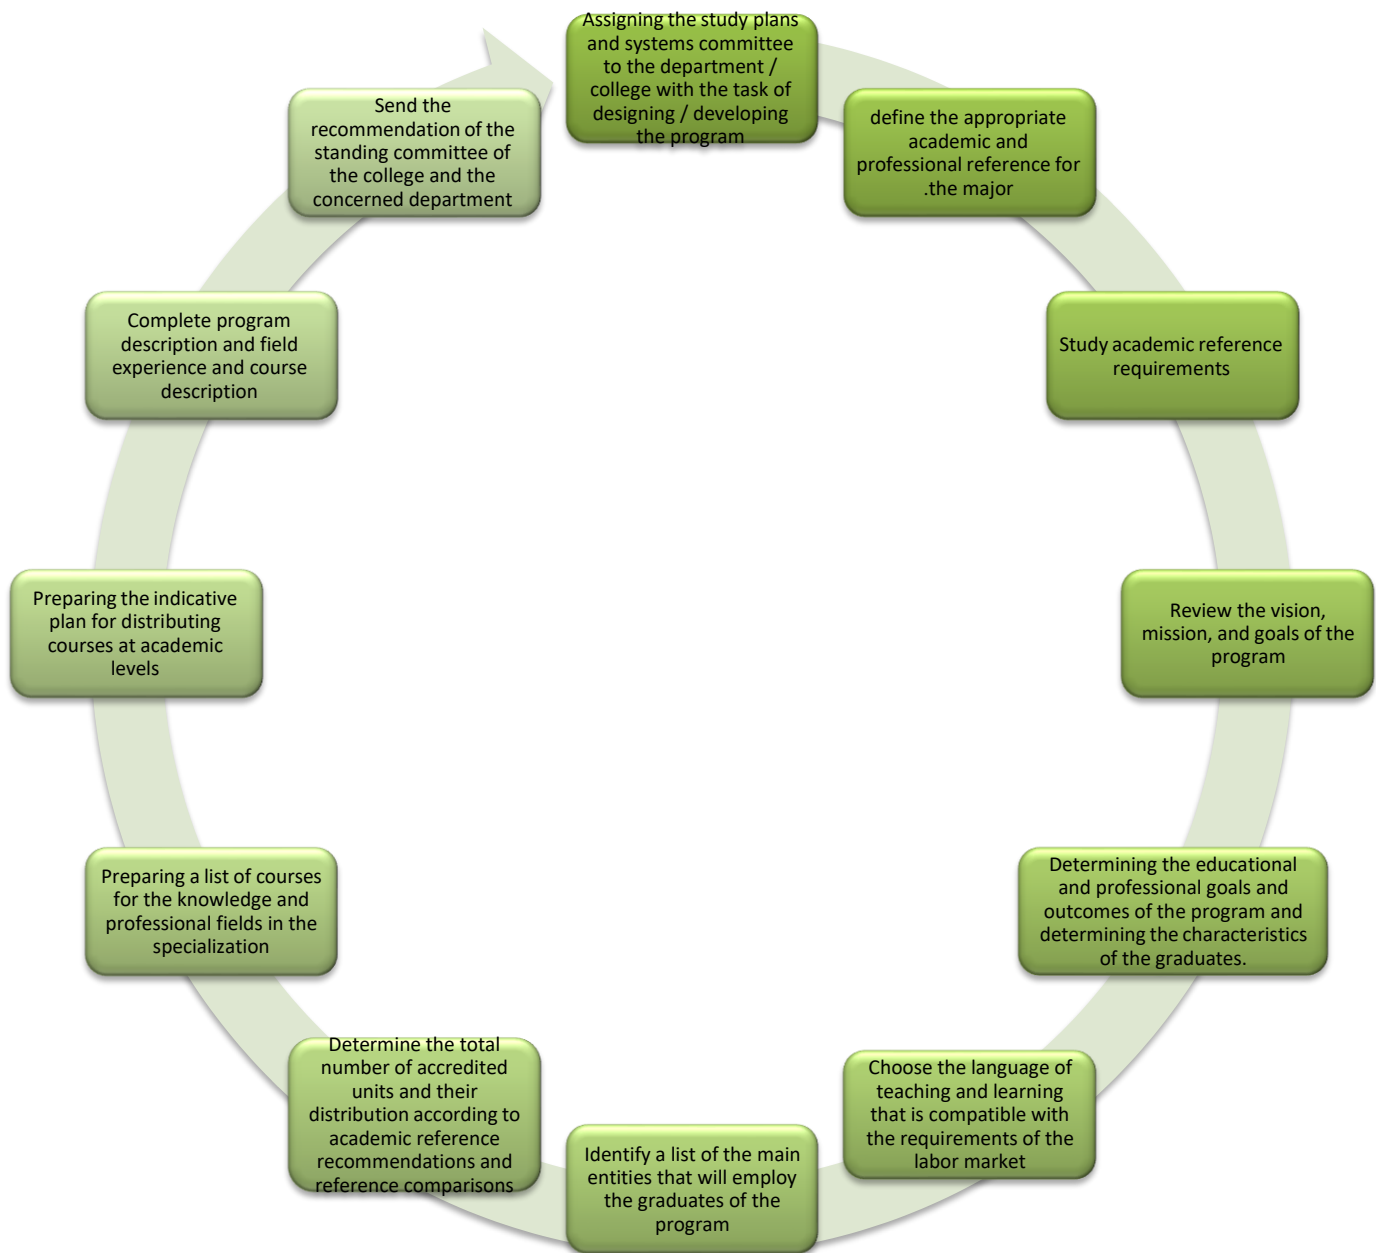 Assigning the study plans
and systems committee
to the department /
college with the task of
designing / developing
the program
define the appropriate
academic and
professional reference for
.the major
Study academic reference
requirements
Review the vision,
mission, and goals of the
program
Determining the educational
and professional goals and
outcomes of the program and
determining the characteristics
of the graduates.
Choose the language of
teaching and learning
that is compatible with
the requirements of the
labor market
Identify a list of the main
entities that will employ
the graduates of the
program
Determine the total
number of accredited
units and their
distribution according to
academic reference
recommendations and
reference comparisons
Preparing a list of courses
for the knowledge and
professional fields in the
specialization
Preparing the indicative
plan for distributing
courses at academic
levels
Complete program
description and field
experience and course
description
Send the
recommendation of the
standing committee of
the college and the
concerned department